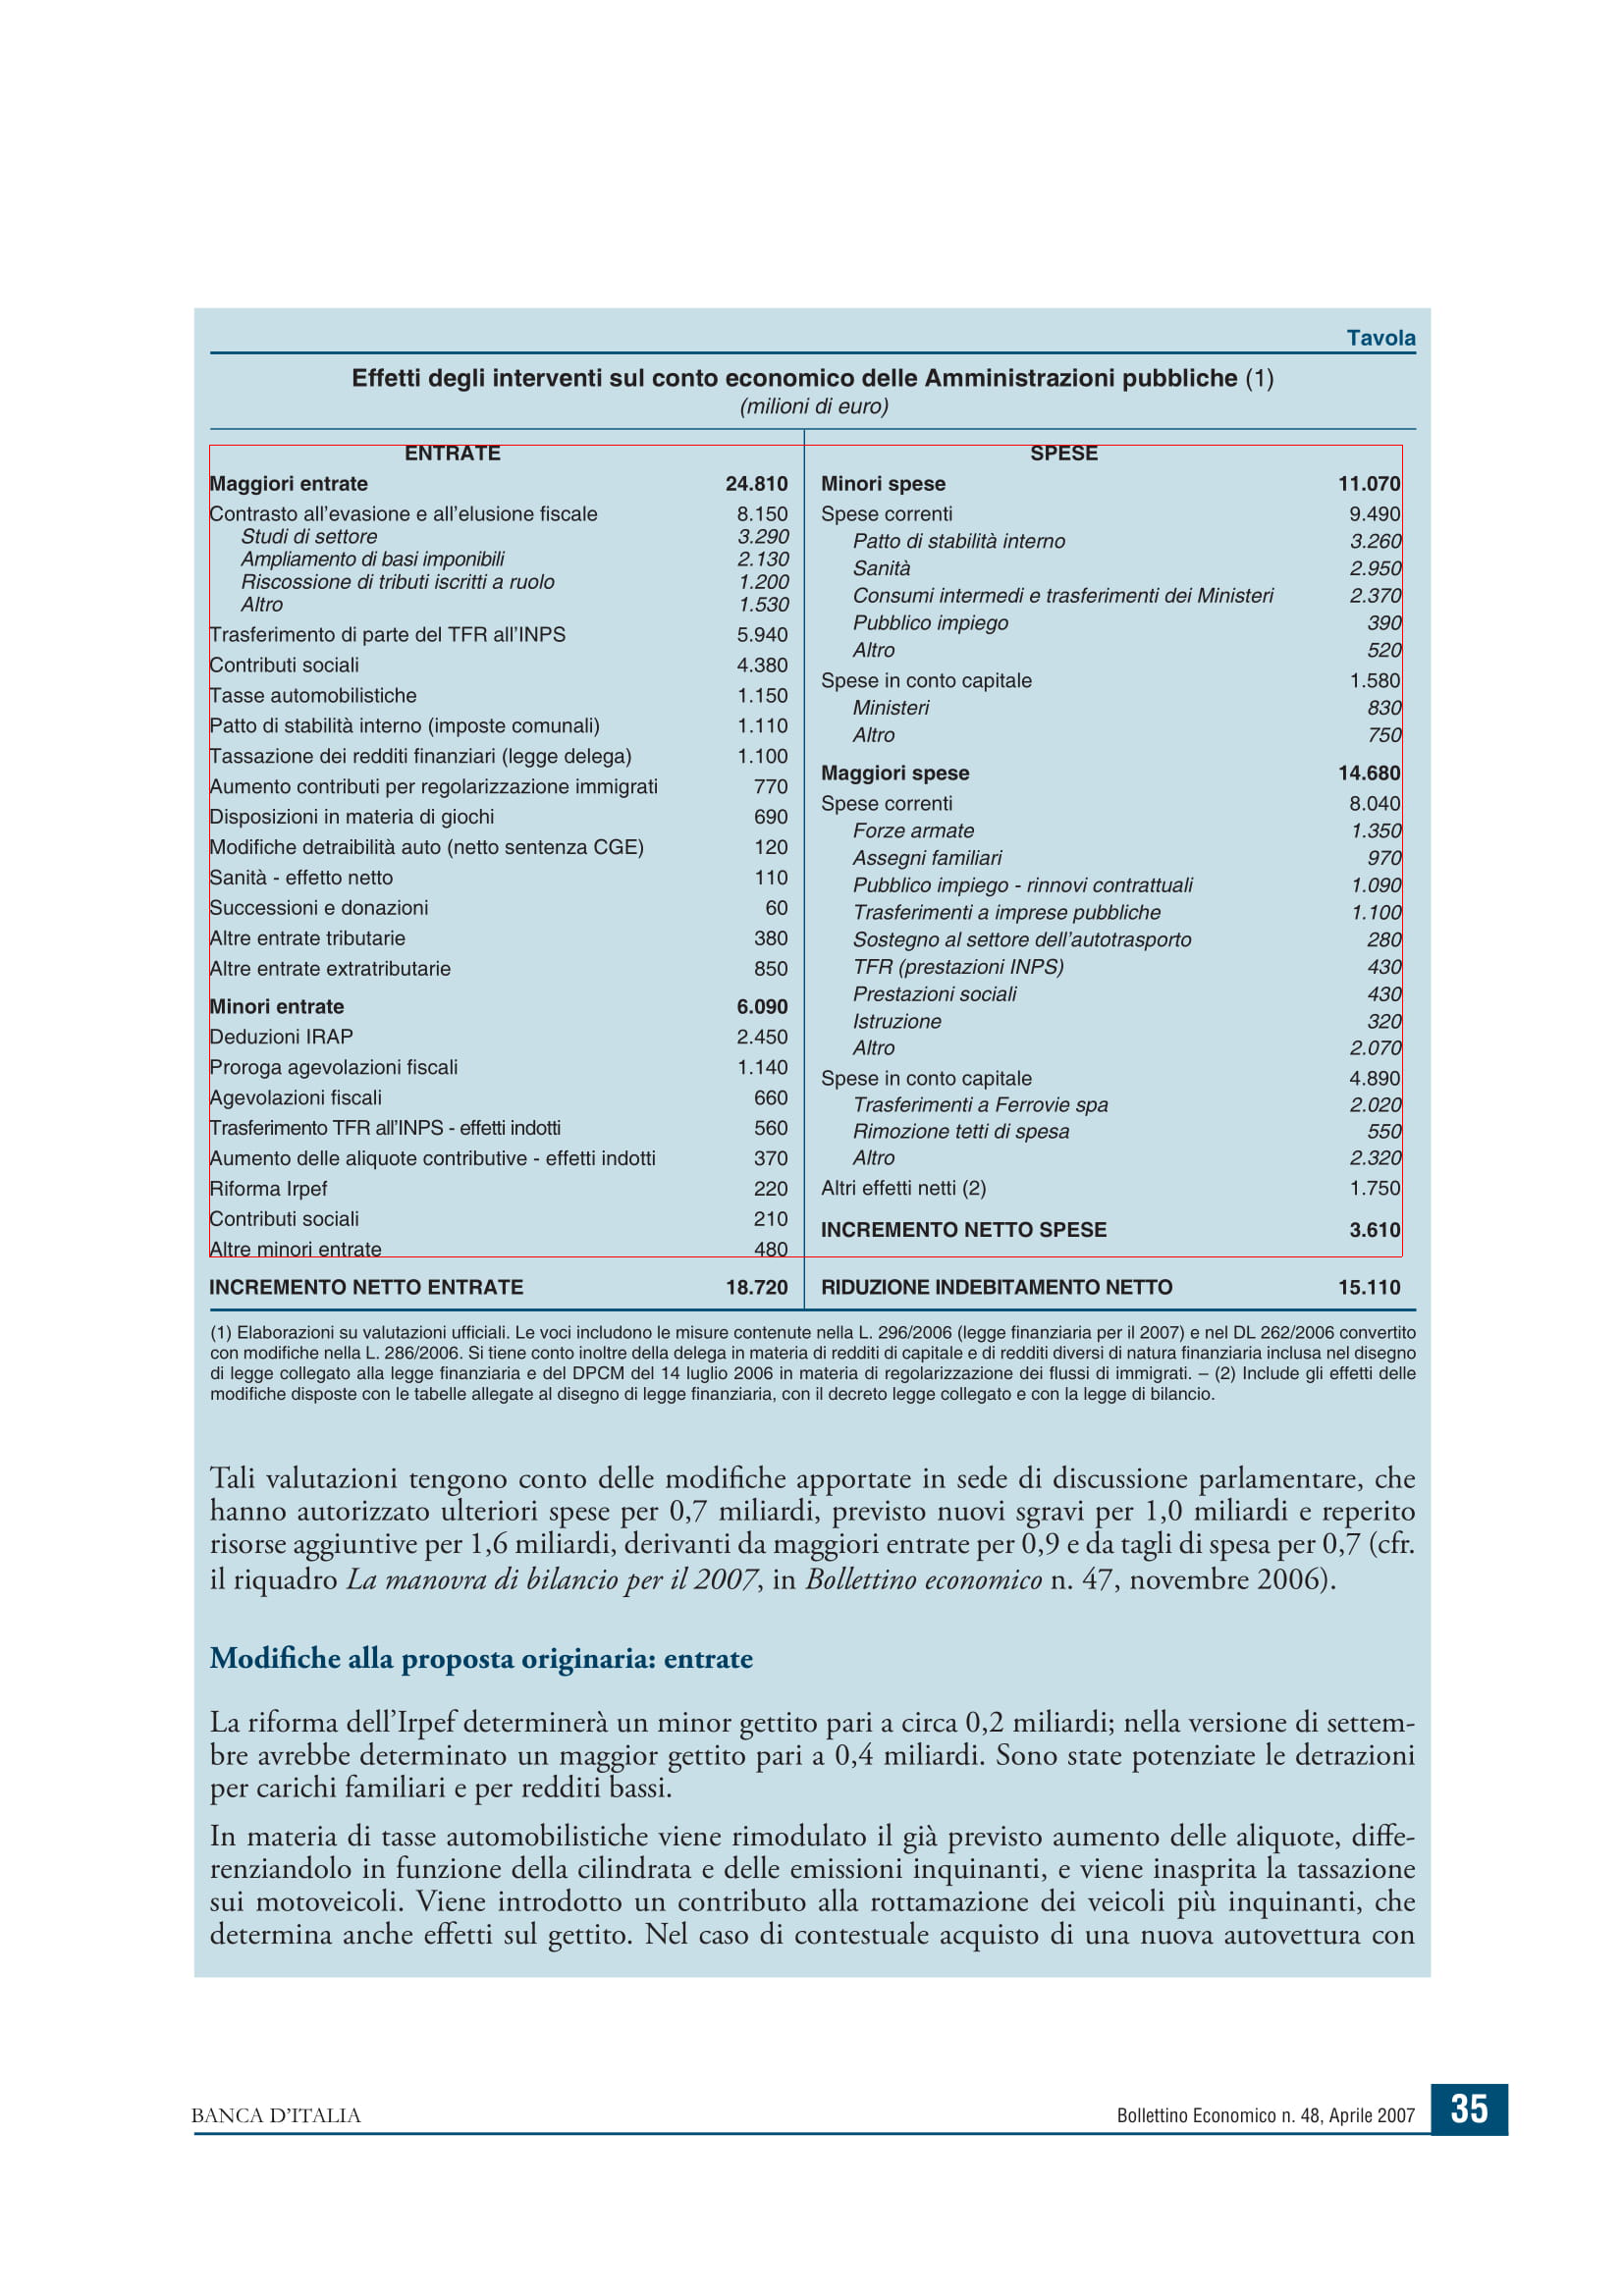 Tavola
Effetti degli interventi sul conto economico delle Amministrazioni pubbliche (1)
(milioni di euro)
ENTRATE
Maggiori entrate 24.810
Contrasto all’evasione e all’elusione fiscale 8.150
Studi di settore 3.290
Ampliamento di basi imponibili 2.130
Riscossione di tributi iscritti a ruolo 1.200
Altro 1.530
Trasferimento di parte del TFR all’INPS 5.940
Contributi sociali 4.380
Tasse automobilistiche 1.150
Patto di stabilità interno (imposte comunali) 1.110
Tassazione dei redditi finanziari (legge delega) 1.100
Aumento contributi per regolarizzazione immigrati 770
Disposizioni in materia di giochi 690
Modifiche detraibilità auto (netto sentenza CGE) 120
Sanità - effetto netto 110
Successioni e donazioni 60
Altre entrate tributarie 380
Altre entrate extratributarie 850
Minori entrate 6.090
Deduzioni IRAP 2.450
Proroga agevolazioni fiscali 1.140
Agevolazioni fiscali 660
Trasferimento TFR all’INPS - effetti indotti 560
Aumento delle aliquote contributive - effetti indotti 370
Riforma Irpef 220
Contributi sociali 210
Altre minori entrate 480
INCREMENTO NETTO ENTRATE 18.720
SPESE
Minori spese 11.070
Spese correnti 9.490
Patto di stabilità interno 3.260
Sanità 2.950
Consumi intermedi e trasferimenti dei Ministeri 2.370
Pubblico impiego 390
Altro 520
Spese in conto capitale 1.580
Ministeri 830
Altro 750
Maggiori spese 14.680
Spese correnti 8.040
Forze armate 1.350
Assegni familiari 970
Pubblico impiego - rinnovi contrattuali 1.090
Trasferimenti a imprese pubbliche 1.100
Sostegno al settore dell’autotrasporto 280
TFR (prestazioni INPS) 430
Prestazioni sociali 430
Istruzione 320
Altro 2.070
Spese in conto capitale 4.890
Trasferimenti a Ferrovie spa 2.020
Rimozione tetti di spesa 550
Altro 2.320
Altri effetti netti (2) 1.750
INCREMENTO NETTO SPESE 3.610
RIDUZIONE INDEBITAMENTO NETTO 15.110
(1) Elaborazioni su valutazioni ufficiali. Le voci includono le misure contenute nella L. 296/2006 (legge finanziaria per il 2007) e nel DL 262/2006 convertito
con modifiche nella L. 286/2006. Si tiene conto inoltre della delega in materia di redditi di capitale e di redditi diversi di natura finanziaria inclusa nel disegno
di legge collegato alla legge finanziaria e del DPCM del 14 luglio 2006 in materia di regolarizzazione dei flussi di immigrati. – (2) Include gli effetti delle
modifiche disposte con le tabelle allegate al disegno di legge finanziaria, con il decreto legge collegato e con la legge di bilancio.
Tali valutazioni tengono conto delle modifiche apportate in sede di discussione parlamentare, che
hanno autorizzato ulteriori spese per 0,7 miliardi, previsto nuovi sgravi per 1,0 miliardi e reperito
risorse aggiuntive per 1,6 miliardi, derivanti da maggiori entrate per 0,9 e da tagli di spesa per 0,7 (cfr.
il riquadro La manovra di bilancio per il 2007, in Bollettino economico n. 47, novembre 2006).
Modifiche alla proposta originaria: entrate
La riforma dell’Irpef determinerà un minor gettito pari a circa 0,2 miliardi; nella versione di settem-
bre avrebbe determinato un maggior gettito pari a 0,4 miliardi. Sono state potenziate le detrazioni
per carichi familiari e per redditi bassi.
In materia di tasse automobilistiche viene rimodulato il già previsto aumento delle aliquote, diffe-
renziandolo in funzione della cilindrata e delle emissioni inquinanti, e viene inasprita la tassazione
sui motoveicoli. Viene introdotto un contributo alla rottamazione dei veicoli più inquinanti, che
determina anche effetti sul gettito. Nel caso di contestuale acquisto di una nuova autovettura con
BANCA D’ITALIA
Bollettino Economico n. 48, Aprile 2007
35